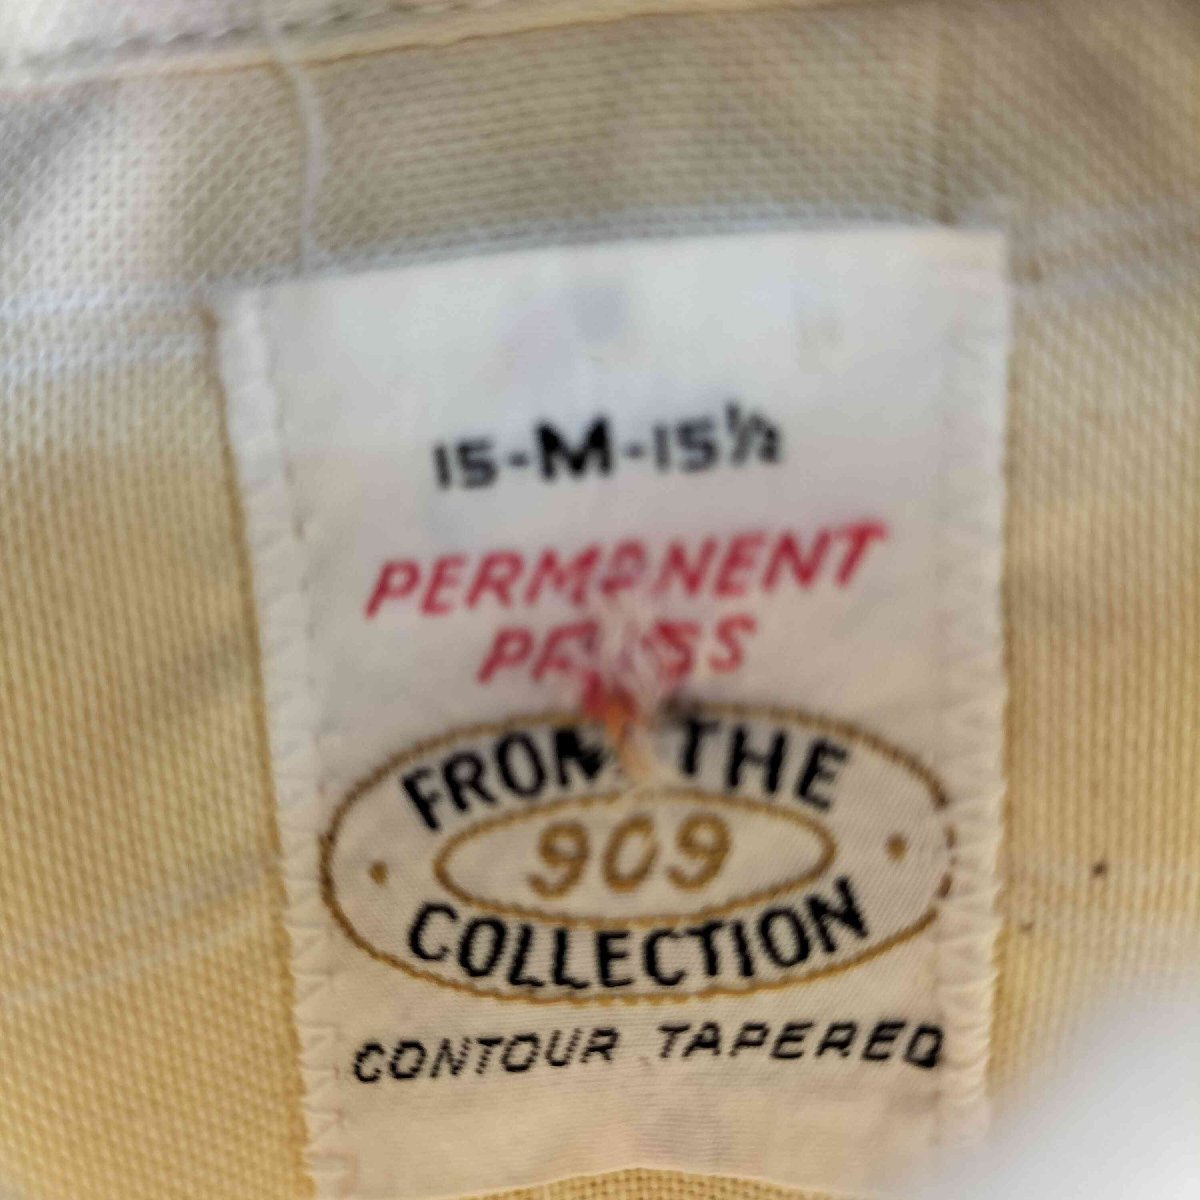 15-M-15½
PERMANENT
PRESS
FROM THE
909
COLLECTION
CONTOUR TAPERED